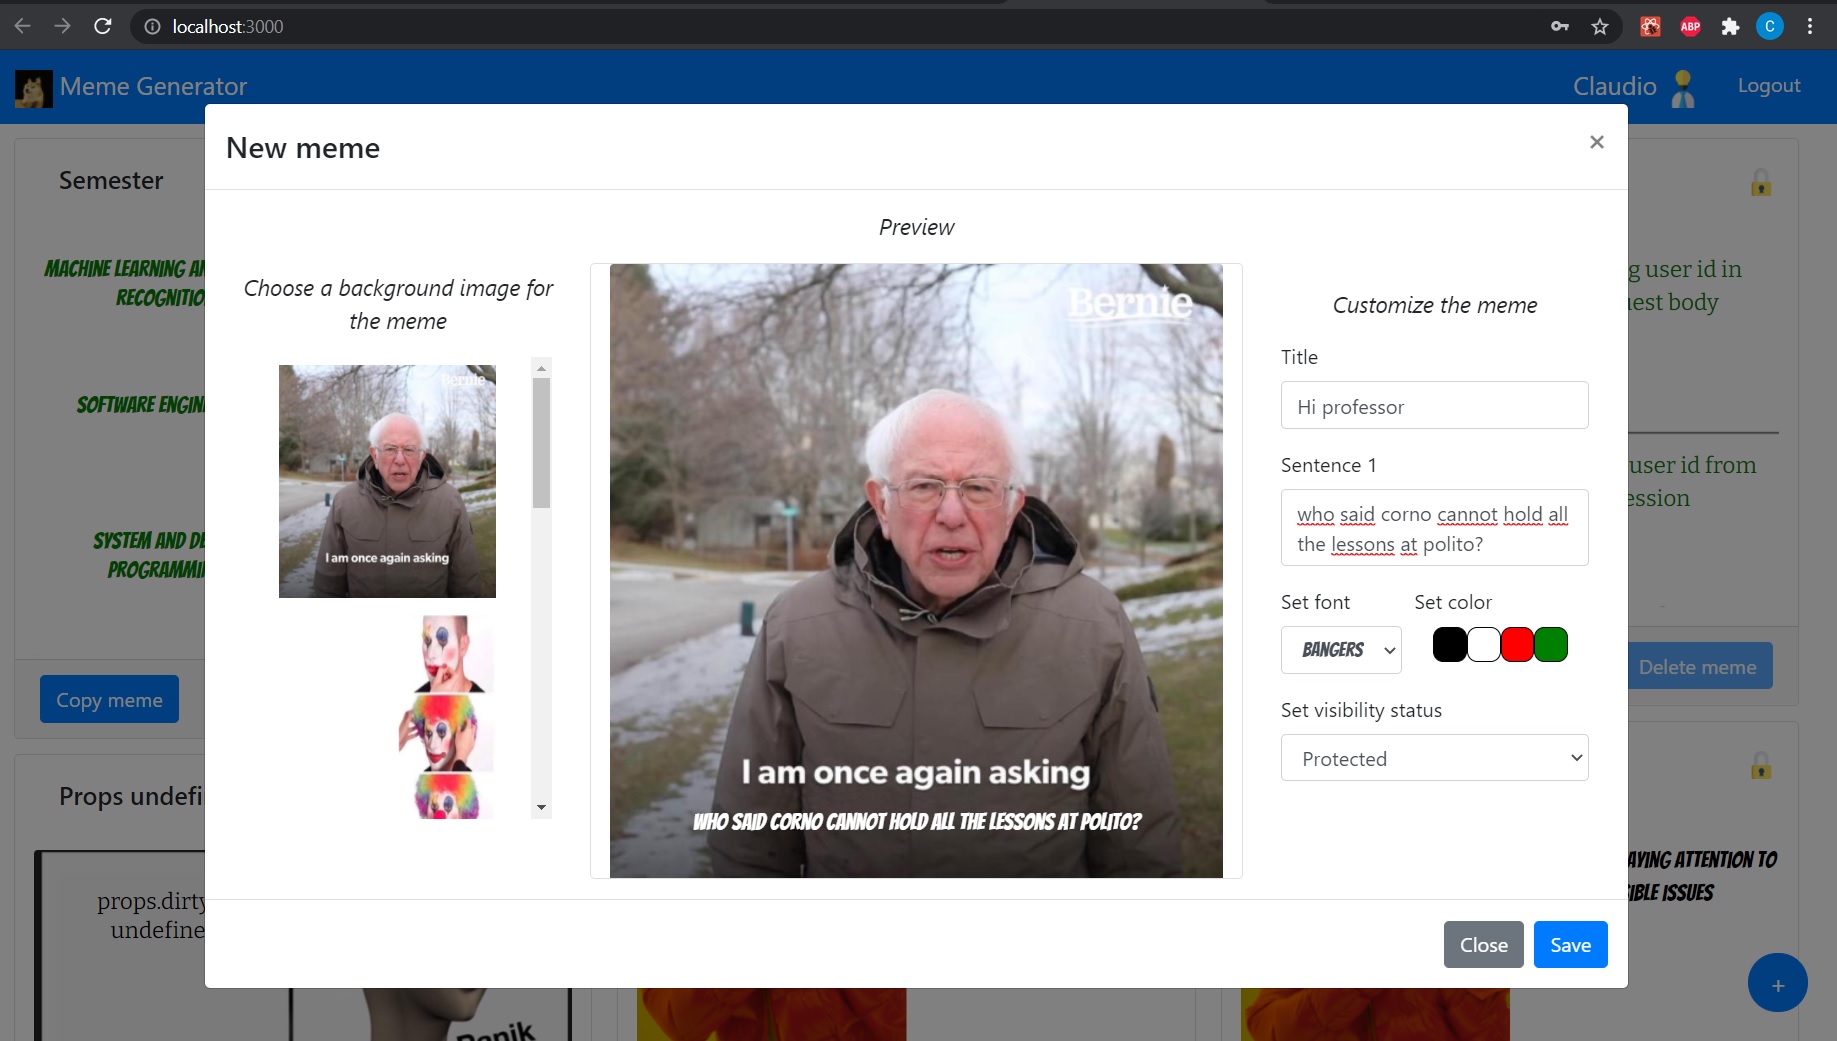 localhost:3000
ABP
C
Meme Generator
Claudio
Logout
New meme
×
Semester
MACHINE LEARNING AN
RECOGNITIO
SOFTWARE ENGIN
SYSTEM AND DE
PROGRAMMI
Copy meme
Props undefi
props.dirty
undefine
Panik
Choose a background image for
the meme
Bernie
I am once again asking
Preview
Bernie
I am once again asking
WHO SAID CORNO CANNOT HOLD ALL THE LESSONS AT POLITO?
Customize the meme
Title
Hi professor
Sentence 1
who said corno cannot hold all
the lessons at polito?
Set font
Set color
BANGERS
Set visibility status
Protected
Close
Save
g user id in
uest body
user id from
ession
Delete meme
AYING ATTENTION TO
IBLE ISSUES
+